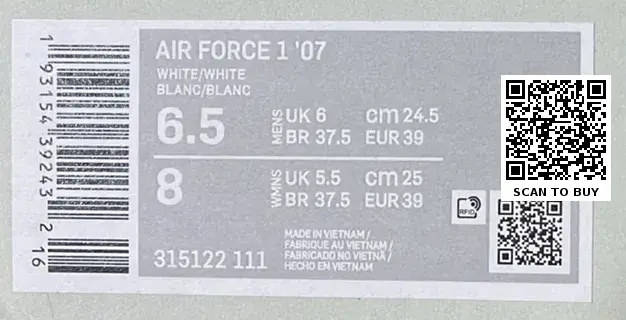 1 93154 39243 2 16
AIR FORCE 1 '07
WHITE/WHITE
BLANC/BLANC
6.5 MENS UK 6 cm 24.5
BR 37.5 EUR 39
8 WMNS UK 5.5 cm 25
BR 37.5 EUR 39
SCAN TO BUY
RFID
315122 111
MADE IN VIETNAM /
FABRIQUE AU VIETNAM /
FABRICADO NO VIETNÃ /
HECHO EN VIETNAM